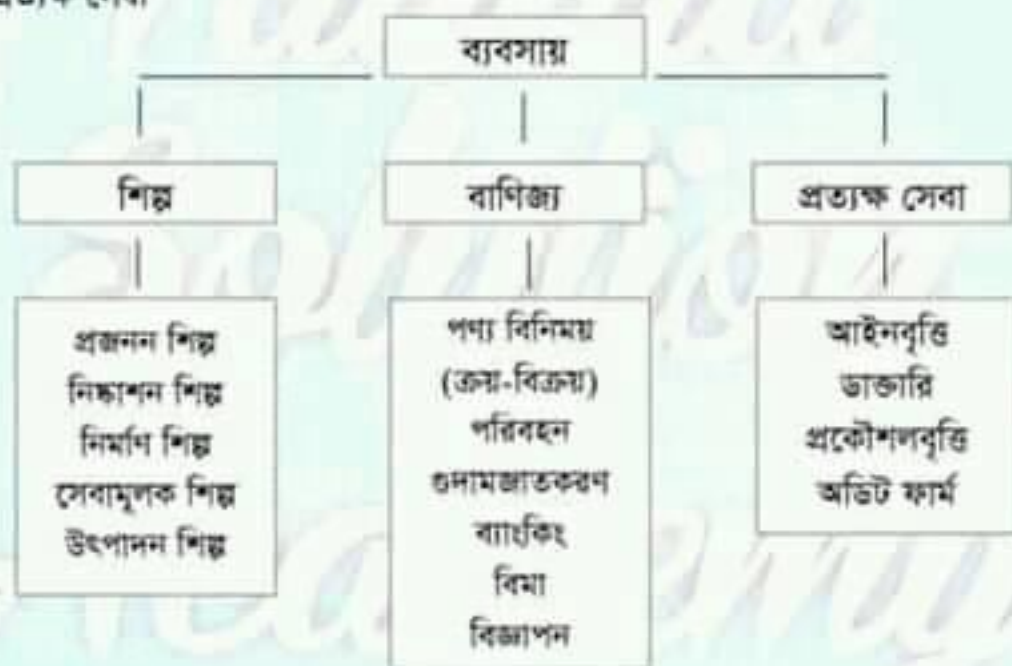 সেবা
ব্যবসায়
শিল্প
বাণিজ্য
প্রত্যক্ষ সেবা
প্রজনন শিল্প
নিষ্কাশন শিল্প
নির্মাণ শিল্প
সেবামূলক শিল্প
উৎপাদন শিল্প
পণ্য বিনিময়
(ক্রয়-বিক্রয়)
পরিবহন
গুদামজাতকরণ
ব্যাংকিং
বিমা
বিজ্ঞাপন
আইনবৃত্তি
ডাক্তারি
প্রকৌশলবৃত্তি
অডিট ফার্ম